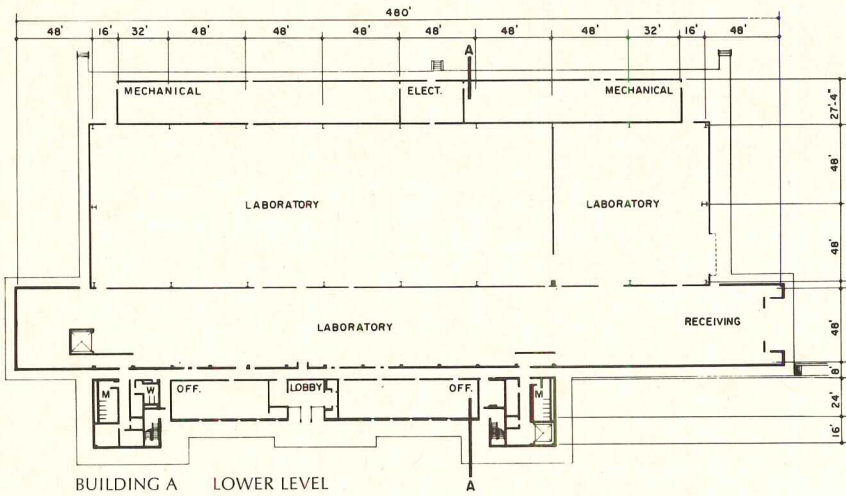 480'
48' 16' 32' 48' 48' 48' 48' 48' 48' 32' 16' 48'
A
MECHANICAL ELECT. MECHANICAL
27'-4"
48'
LABORATORY LABORATORY
48'
LABORATORY RECEIVING
48'
8'
M W OFF. LOBBY OFF. M
24'
16'
BUILDING A LOWER LEVEL
A